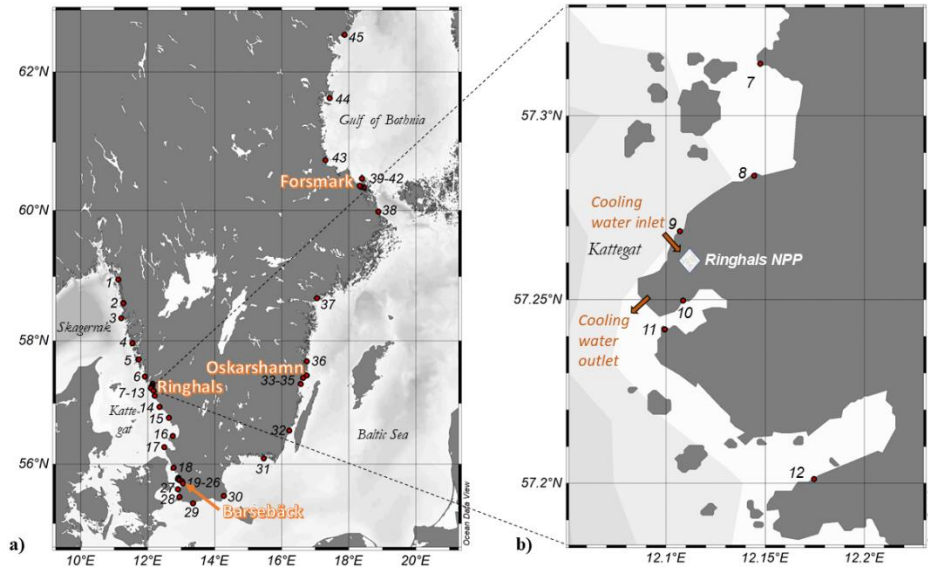 62°N
60°N
58°N
56°N
10°E
12°E
14°E
16°E
18°E
20°E
a)
45
44
Gulf of Bothnia
43
39-42
Forsmark
38
1
2
3
Skagerrak
37
4
5
Oskarshamn
36
33-35
6
Ringhals
7-13
14
Katte-
gat
15
16
17
32
Baltic Sea
18
31
19-26
27
28
30
29
Barsebäck
Ocean Data View
b)
57.3°N
57.25°N
57.2°N
12.1°E
12.15°E
12.2°E
7
8
Cooling
water inlet
9
Kattegat
Ringhals NPP
10
11
Cooling
water
outlet
12